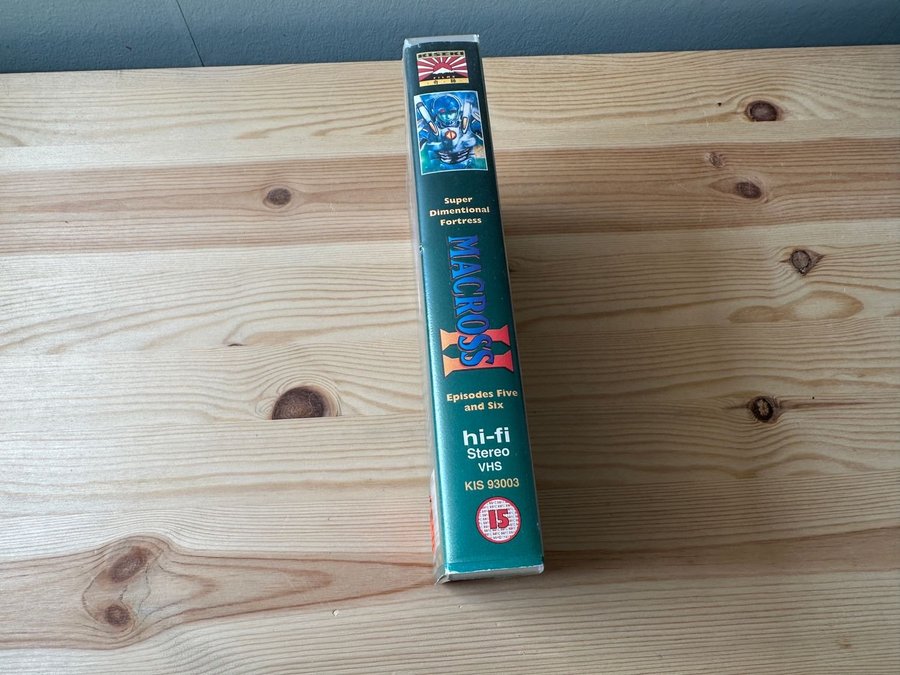 KISEKI
Super
Dimentional
Fortress
MACROSS
II
Episodes Five
and Six
hi-fi
Stereo
VHS
KIS 93003
15